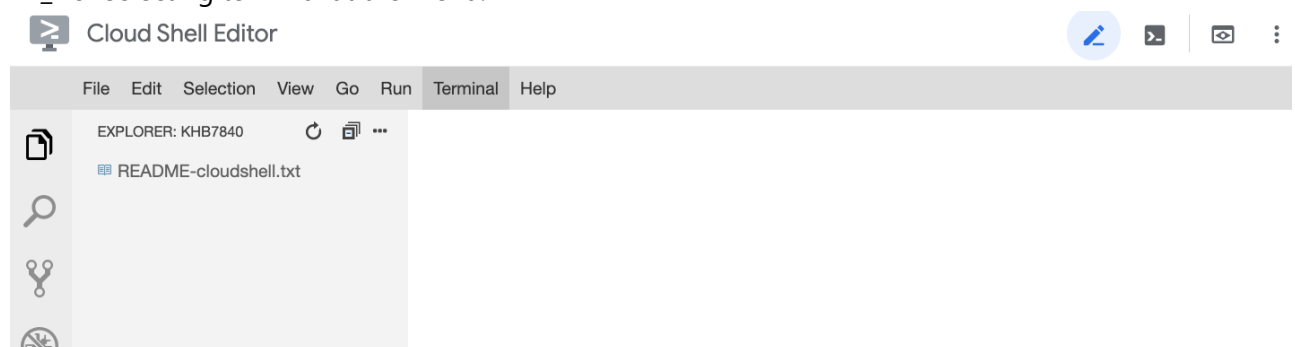 Cloud Shell Editor
File Edit Selection View Go Run Terminal Help
EXPLORER: KHB7840
README-cloudshell.txt